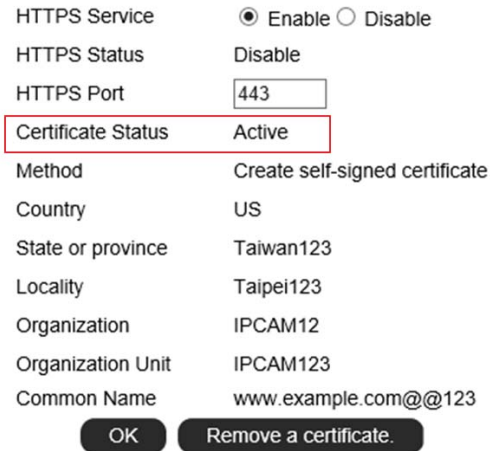 HTTPS Service Enable Disable
HTTPS Status Disable
HTTPS Port 443
Certificate Status Active
Method Create self-signed certificate
Country US
State or province Taiwan123
Locality Taipei123
Organization IPCAM12
Organization Unit IPCAM123
Common Name www.example.com@@123
OK Remove a certificate.